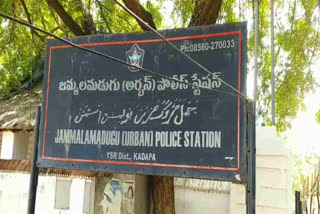 Ph: 08560-270033
జమ్మలమడుగు (అర్బన్) పోలీస్ స్టేషన్
JAMMALAMADUGU (URBAN) POLICE STATION
YSR Dist., KADAPA